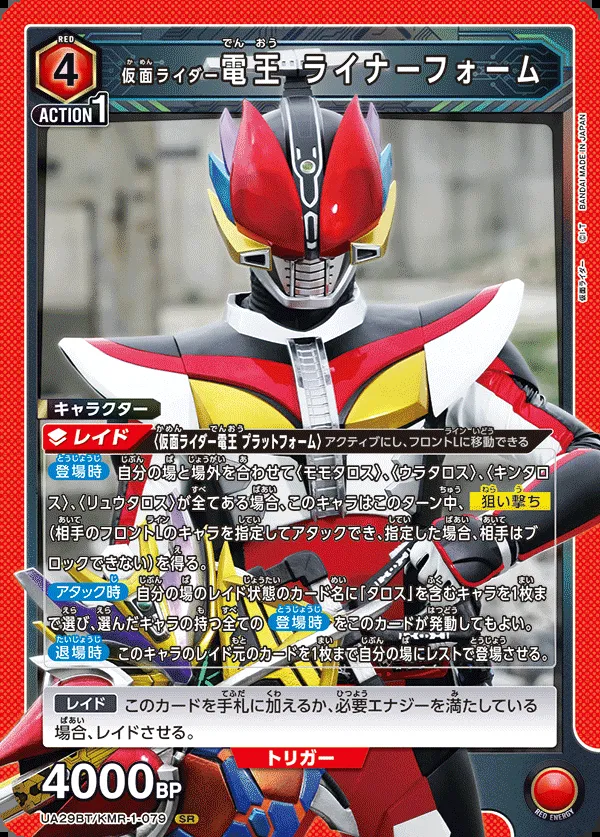 RED
4
ACTION1
仮面ライダー電王 ライナーフォーム
かめん でんおう
仮面ライダー ©I・T BANDAI MADE IN JAPAN
キャラクター
レイド 〈仮面ライダー電王 プラットフォーム〉アクティブにし、フロントLに移動できる
登場時 自分の場と場外を合わせて〈モモタロス〉、〈ウラタロス〉、〈キンタロ
ス〉、〈リュウタロス〉が全てある場合、このキャラはこのターン中、狙い撃ち
(相手のフロントLのキャラを指定してアタックでき、指定した場合、相手はブ
ロックできない)を得る。
アタック時 自分の場のレイド状態のカード名に「タロス」を含むキャラを1枚ま
で選び、選んだキャラの持つ全ての 登場時 をこのカードが発動してもよい。
退場時 このキャラのレイド元のカードを1枚まで自分の場にレストで登場させる。
レイド このカードを手札に加えるか、必要エナジーを満たしている
場合、レイドさせる。
トリガー
4000BP
UA29BT/KMR-1-079 SR
RED ENERGY